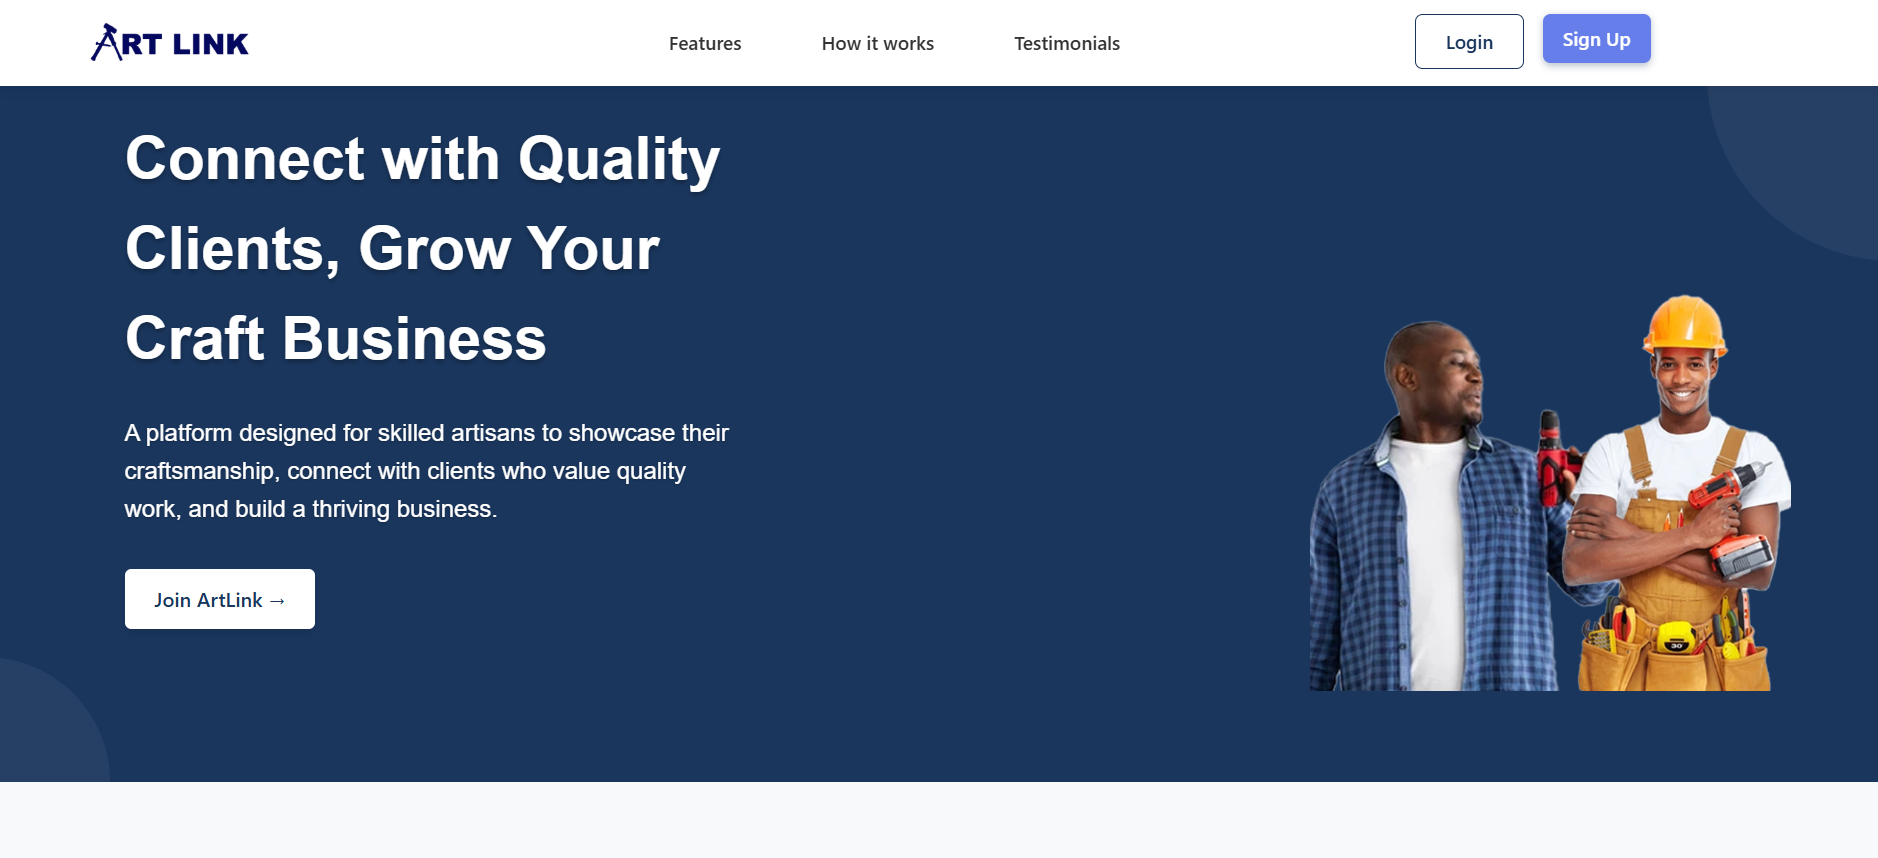 ART LINK
Features
How it works
Testimonials
Login
Sign Up
Connect with Quality
Clients, Grow Your
Craft Business
A platform designed for skilled artisans to showcase their
craftsmanship, connect with clients who value quality
work, and build a thriving business.
Join ArtLink →
30'